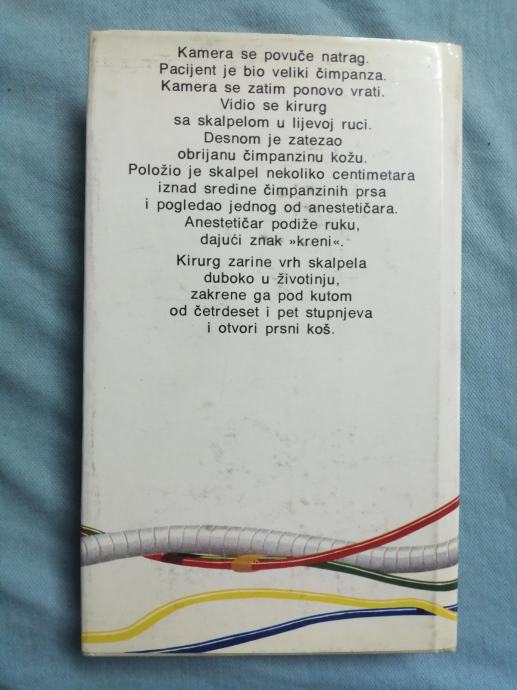 Kamera se povuče natrag.
Pacijent je bio veliki čimpanza.
Kamera se zatim ponovo vrati.
Vidio se kirurg
sa skalpelom u lijevoj ruci.
Desnom je zatezao
obrijanu čimpanzinu kožu.
Položio je skalpel nekoliko centimetara
iznad sredine čimpanzinih prsa
i pogledao jednog od anestetičara.
Anestetičar podiže ruku,
dajući znak »kreni«.
Kirurg zarine vrh skalpela
duboko u životinju,
zakrene ga pod kutom
od četrdeset i pet stupnjeva
i otvori prsni koš.